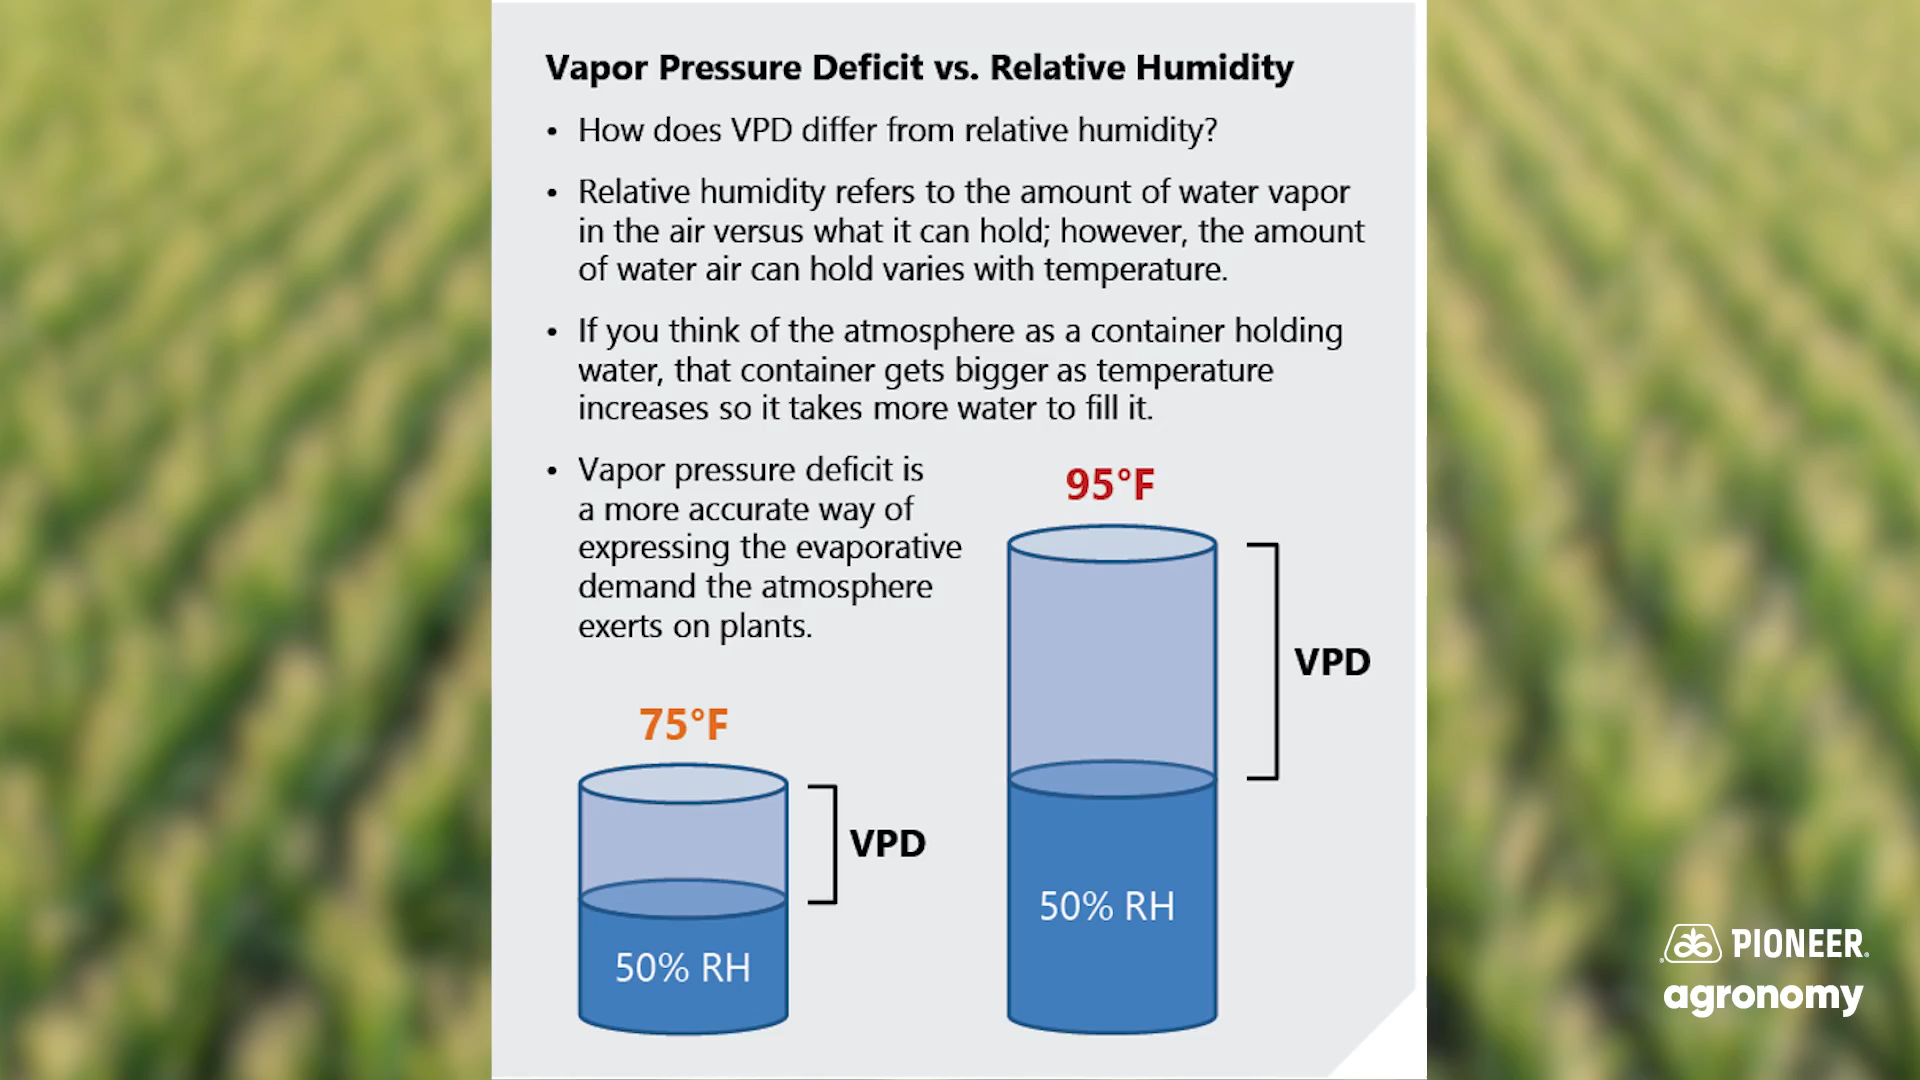 Vapor Pressure Deficit vs. Relative Humidity
• How does VPD differ from relative humidity?
• Relative humidity refers to the amount of water vapor
in the air versus what it can hold; however, the amount
of water air can hold varies with temperature.
• If you think of the atmosphere as a container holding
water, that container gets bigger as temperature
increases so it takes more water to fill it.
• Vapor pressure deficit is
a more accurate way of
expressing the evaporative
demand the atmosphere
exerts on plants.
75°F
VPD
50% RH
95°F
VPD
50% RH
PIONEER®
agronomy